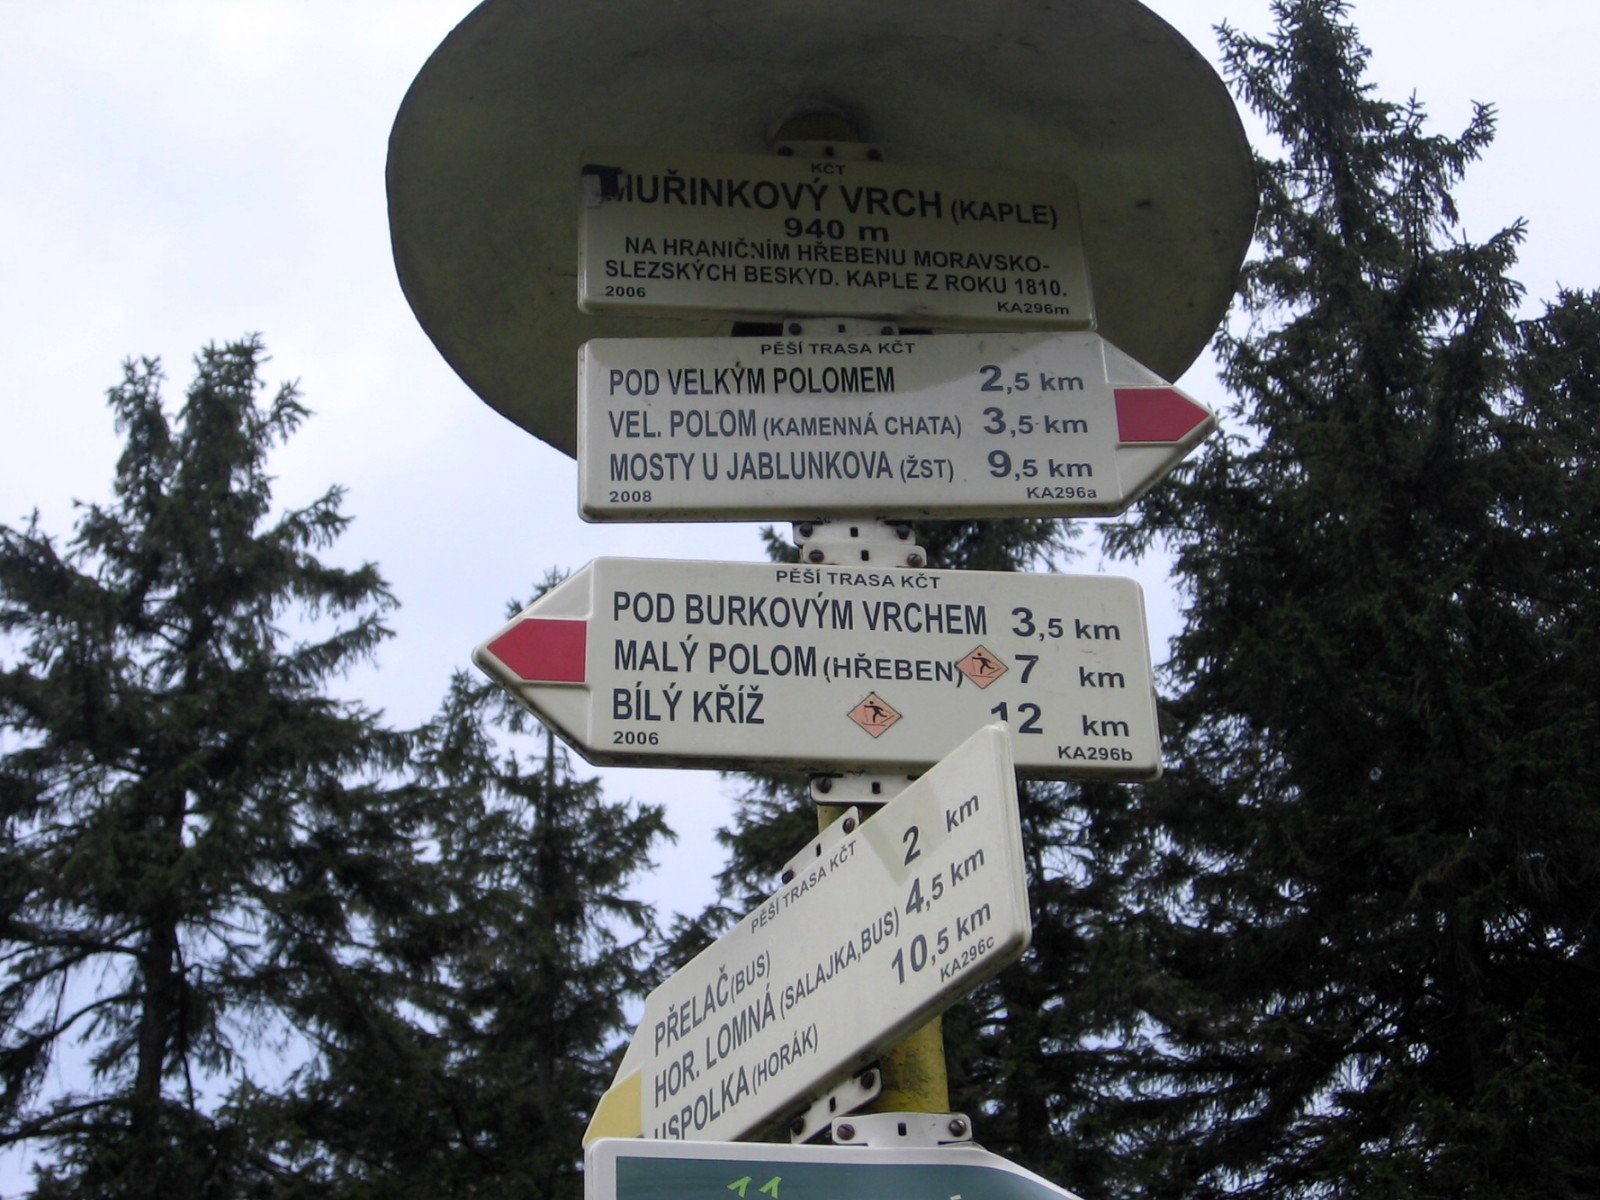 KČT
MUŘINKOVÝ VRCH (KAPLE)
940 m
NA HRANIČNÍM HŘEBENU MORAVSKO-
SLEZSKÝCH BESKYD. KAPLE Z ROKU 1810.
2006 KA296m
PĚŠÍ TRASA KČT
POD VELKÝM POLOMEM 2,5 km
VEL. POLOM (KAMENNÁ CHATA) 3,5 km
MOSTY U JABLUNKOVA (ŽST) 9,5 km
2008 KA296a
PĚŠÍ TRASA KČT
POD BURKOVÝM VRCHEM 3,5 km
MALÝ POLOM (HŘEBEN) 7 km
BÍLÝ KŘÍŽ 12 km
2006 KA296b
PĚŠÍ TRASA KČT
PŘELAČ (BUS) 2 km
HOR. LOMNÁ (SALAJKA,BUS) 4,5 km
USPOLKA (HORÁK) 10,5 km
KA296c
11